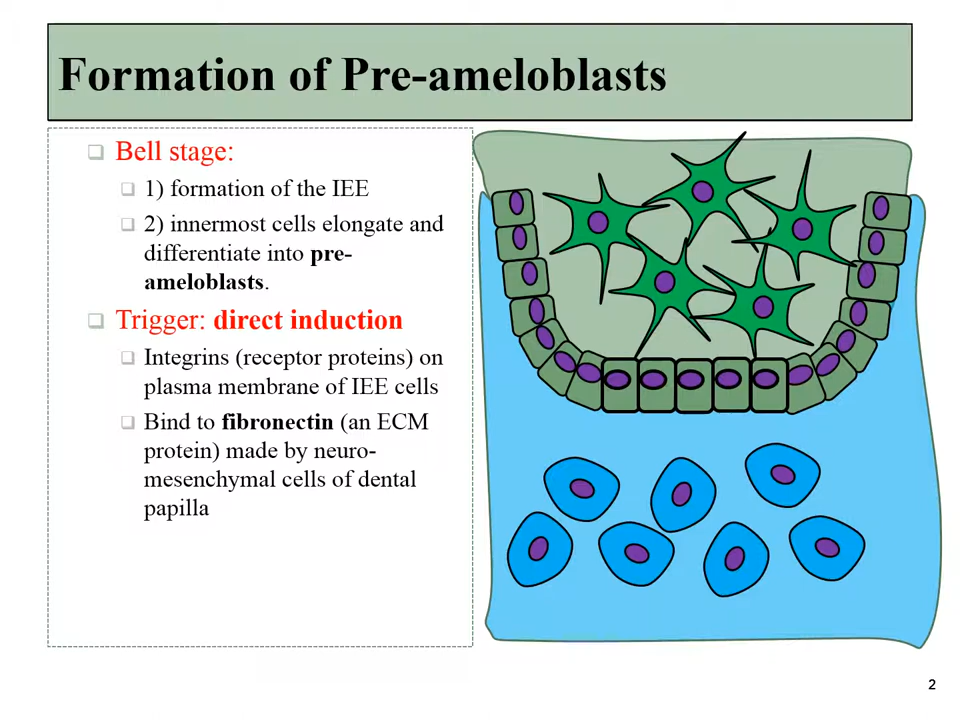 Formation of Pre-ameloblasts
Bell stage:
1) formation of the IEE
2) innermost cells elongate and
differentiate into pre-
ameloblasts.
Trigger: direct induction
Integrins (receptor proteins) on
plasma membrane of IEE cells
Bind to fibronectin (an ECM
protein) made by neuro-
mesenchymal cells of dental
papilla
2